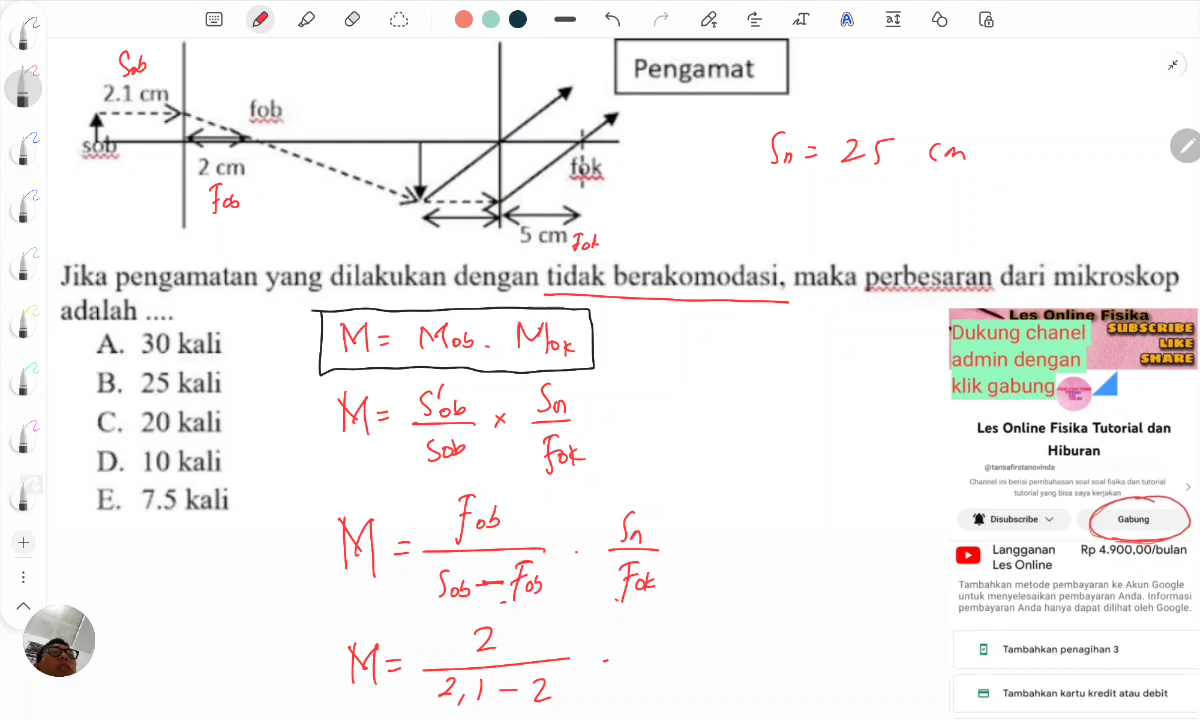 Sob
2.1 cm
fob
sob
2 cm
Fob
Pengamat
Sn = 25 cm
fok
5 cm Fok
Jika pengamatan yang dilakukan dengan tidak berakomodasi, maka perbesaran dari mikroskop
adalah ....
A. 30 kali
B. 25 kali
C. 20 kali
D. 10 kali
E. 7.5 kali
M = Mob . Mok
M = S'ob / Sob × Sn / Fok
M = Fob / Sob - Fob . Sn / Fok
M = 2 / 2,1 - 2 .
Les Online Fisika
Dukung chanel
admin dengan
klik gabung
SUBSCRIBE
LIKE
SHARE
Les Online Fisika Tutorial dan
Hiburan
@tansafirstanovinda
Channel ini berisi pembahasan soal soal fisika dan tutorial
tutorial yang bisa saya kerjakan
Disubscribe
Gabung
Langganan
Les Online
Rp 4.900,00/bulan
Tambahkan metode pembayaran ke Akun Google
untuk menyelesaikan pembayaran Anda. Informasi
pembayaran Anda hanya dapat dilihat oleh Google.
Tambahkan penagihan 3
Tambahkan kartu kredit atau debit